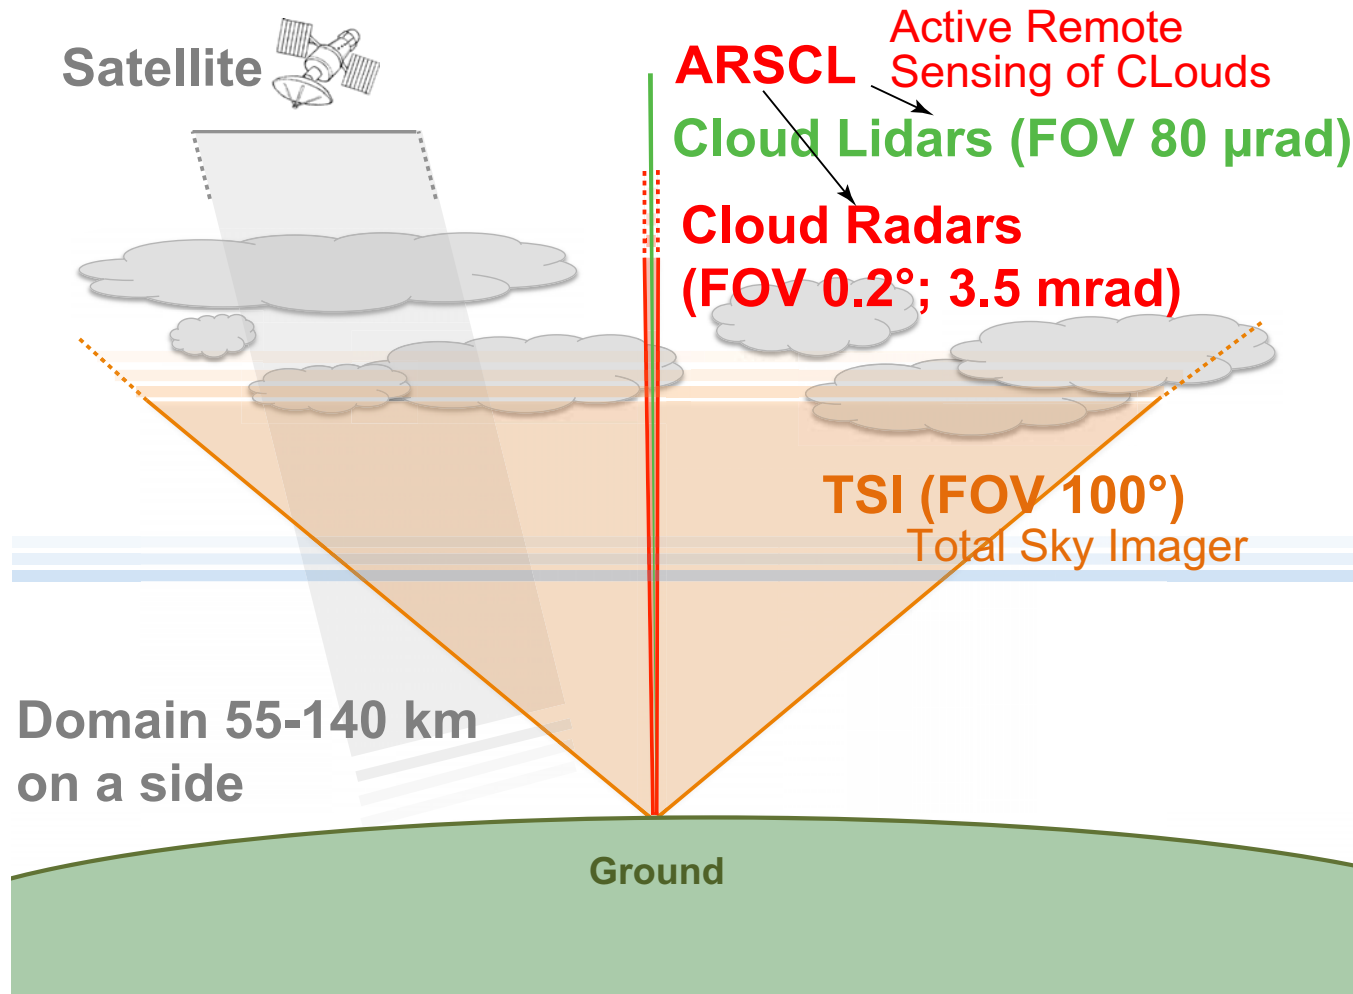 Satellite
ARSCL
Active Remote
Sensing of CLouds
Cloud Lidars (FOV 80 µrad)
Cloud Radars
(FOV 0.2°; 3.5 mrad)
TSI (FOV 100°)
Total Sky Imager
Domain 55-140 km
on a side
Ground